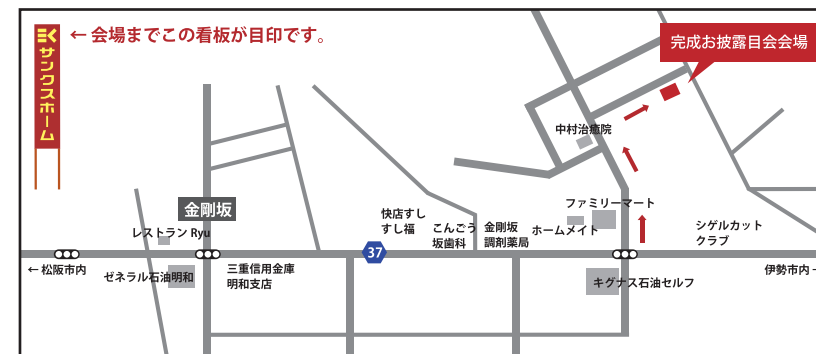 サンクスホーム
← 会場までこの看板が目印です。
完成お披露目会会場
中村治癒院
金剛坂
レストラン Ryu
快店すし
すし福
こんごう
坂歯科
金剛坂
調剤薬局
ファミリーマート
ホームメイト
シゲルカット
クラブ
37
← 松阪市内
ゼネラル石油明和
三重信用金庫
明和支店
キグナス石油セルフ
伊勢市内 →